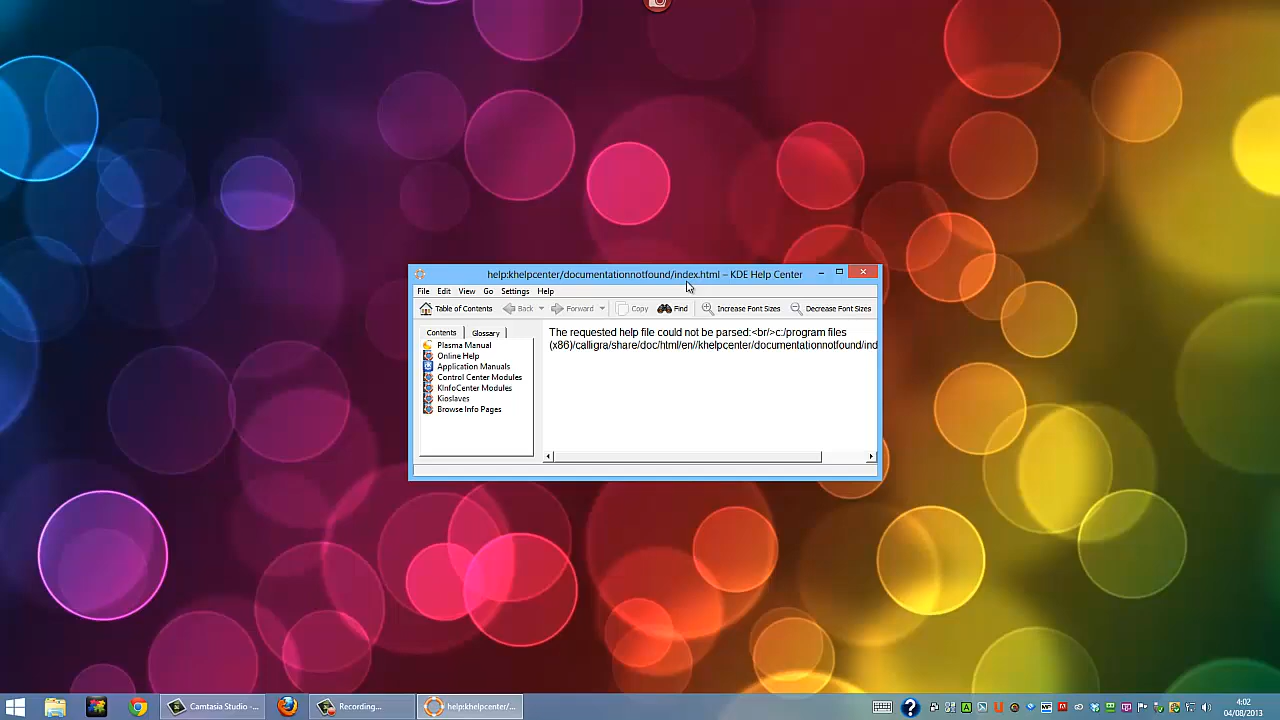 help:khelpcenter/documentationnotfound/index.html – KDE Help Center
File Edit View Go Settings Help
Table of Contents Back Forward Copy Find Increase Font Sizes Decrease Font Sizes
Contents Glossary
Plasma Manual
Online Help
Application Manuals
Control Center Modules
KInfoCenter Modules
Kioslaves
Browse Info Pages
The requested help file could not be parsed:<br/>c:/program files
(x86)/calligra/share/doc/html/en//khelpcenter/documentationnotfound/ind
Camtasia Studio -... Recording... help:khelpcenter/...
4:02
04/08/2013